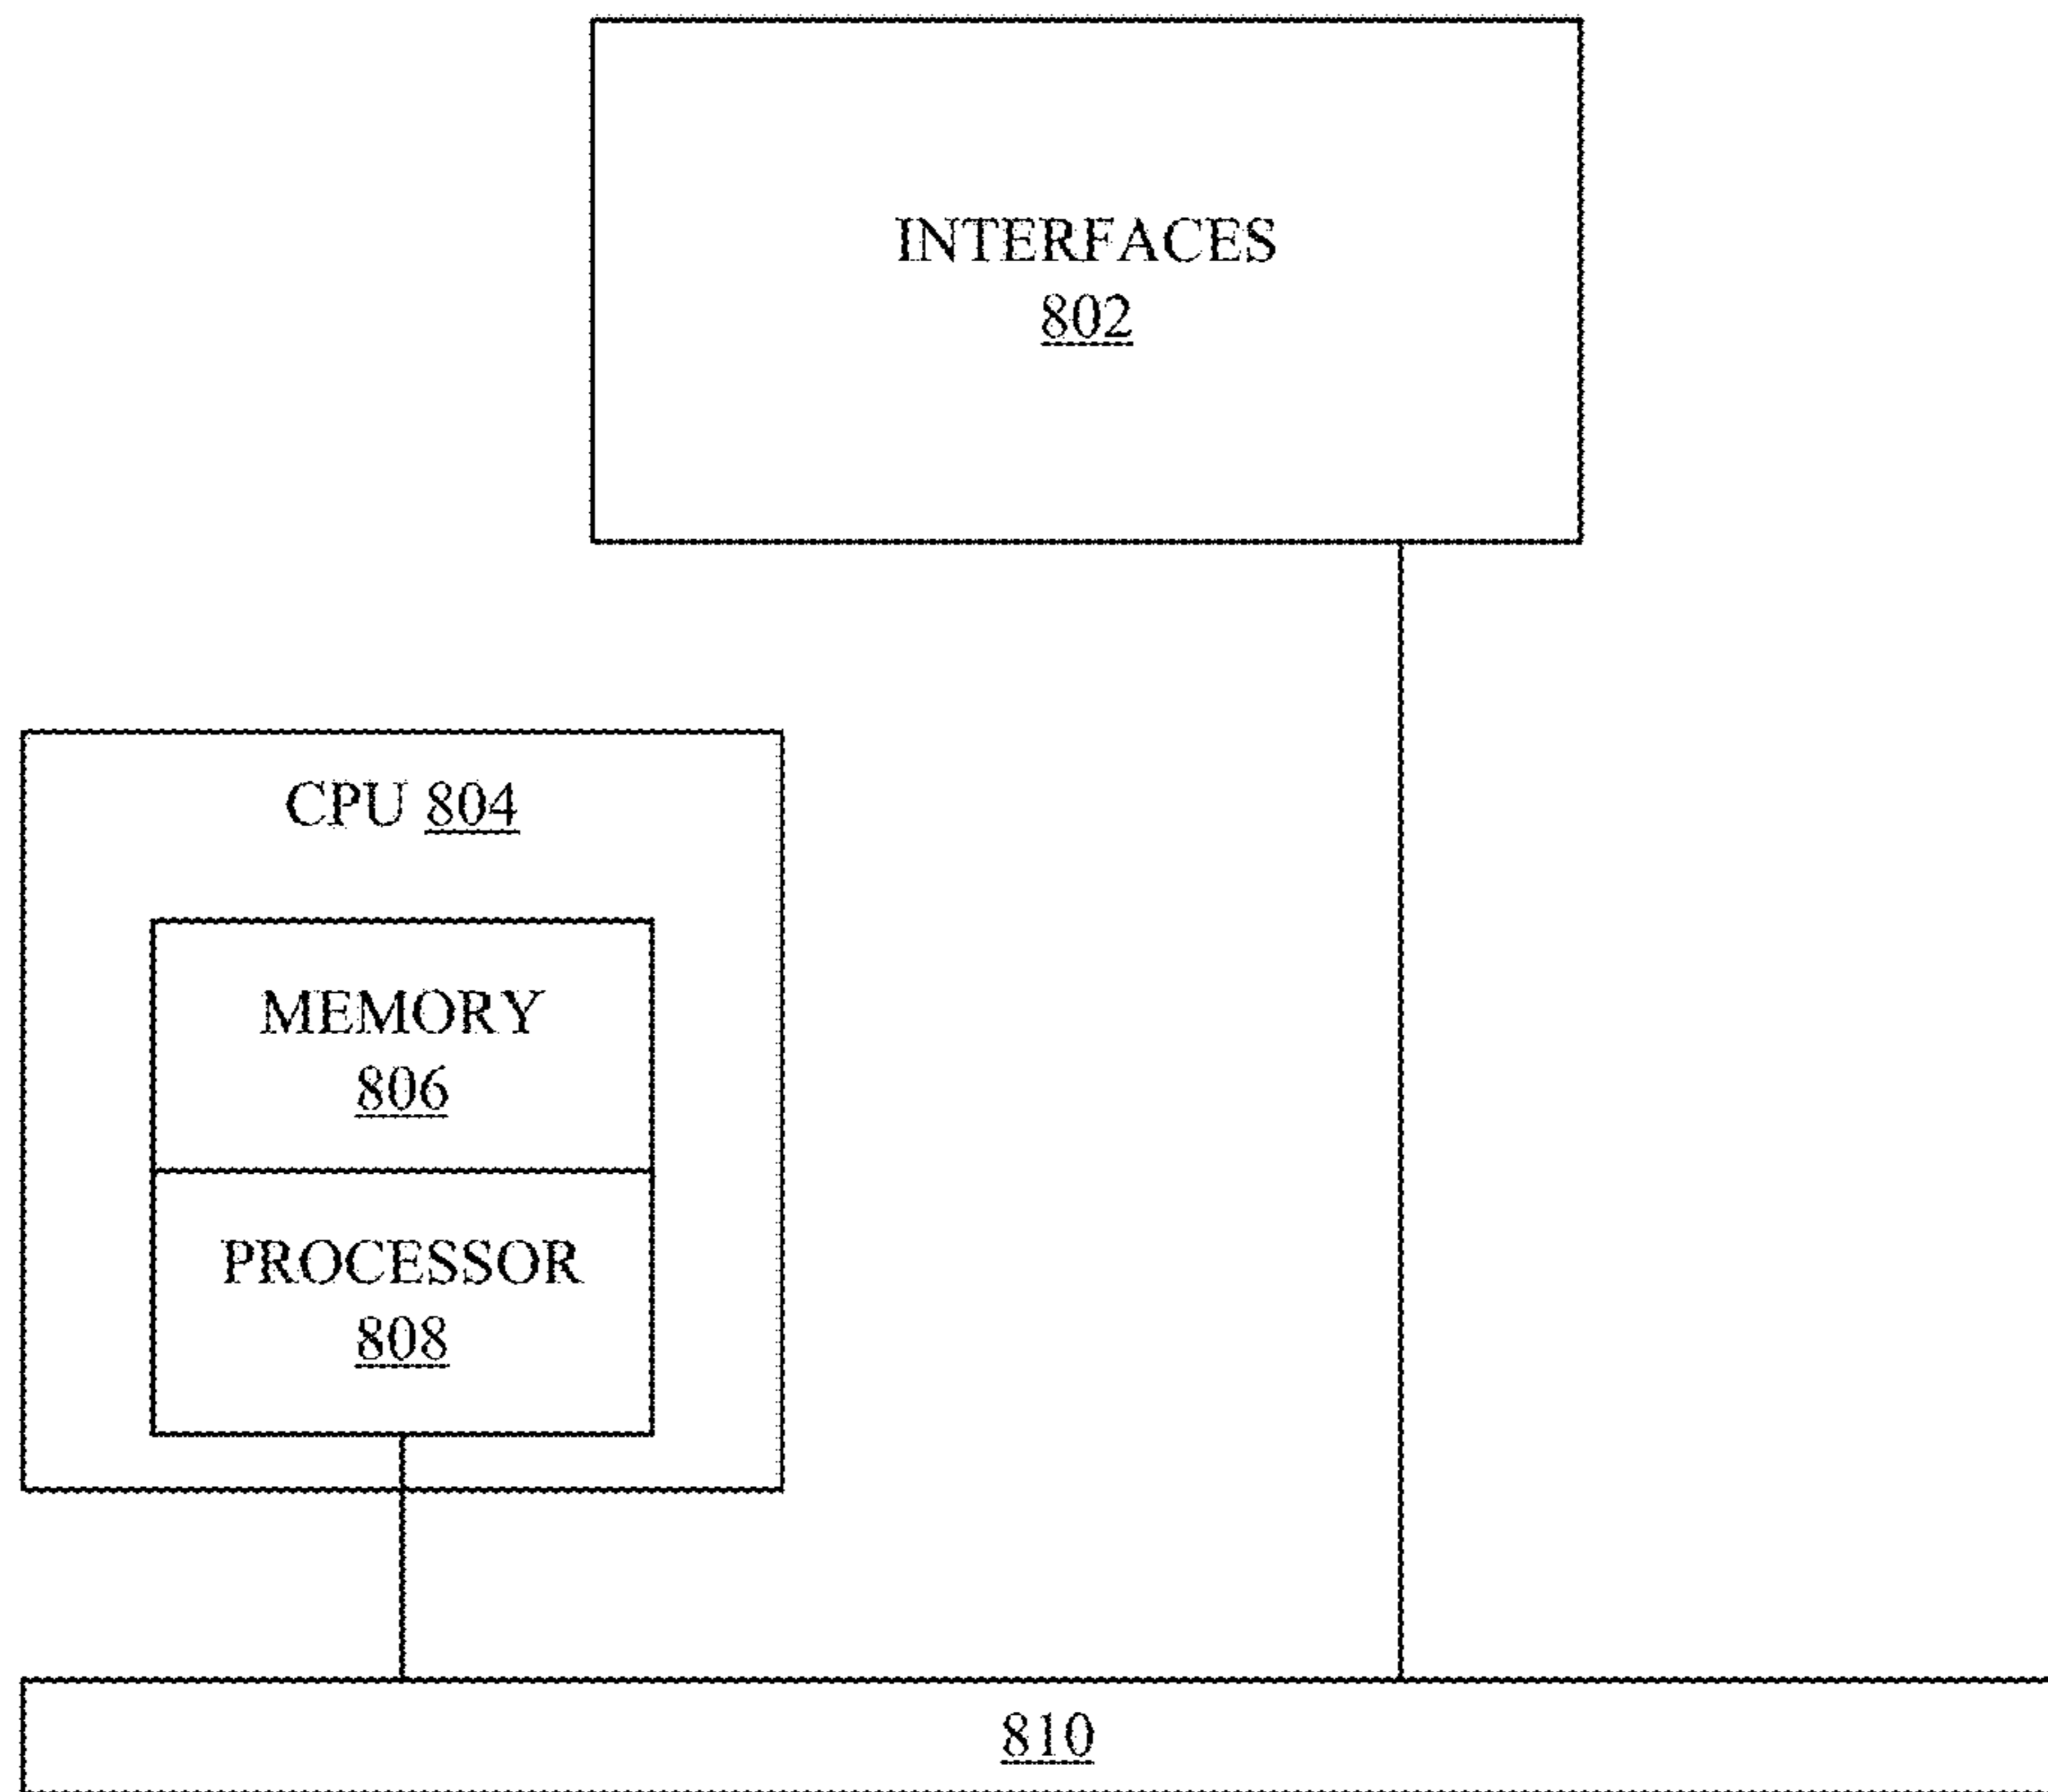 INTERFACES
802
CPU 804
MEMORY
806
PROCESSOR
808
810